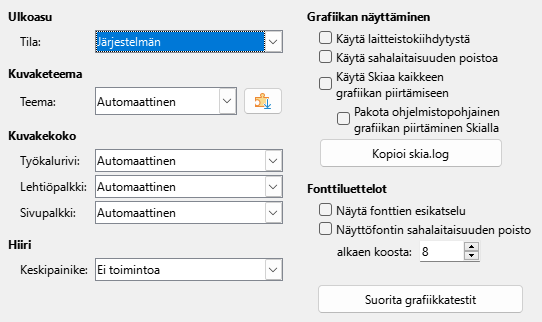 Ulkoasu
Tila: Järjestelmän
Kuvaketeema
Teema: Automaattinen
Kuvakekoko
Työkalurivi: Automaattinen
Lehtiöpalkki: Automaattinen
Sivupalkki: Automaattinen
Hiiri
Keskipainike: Ei toimintoa
Grafiikan näyttäminen
Käytä laitteistokiihdytystä
Käytä sahalaitaisuuden poistoa
Käytä Skiaa kaikkeen
grafiikan piirtämiseen
Pakota ohjelmistopohjainen
grafiikan piirtäminen Skialla
Kopioi skia.log
Fonttiluettelot
Näytä fonttien esikatselu
Näyttöfontin sahalaitaisuuden poisto
alkaen koosta: 8
Suorita grafiikkatestit